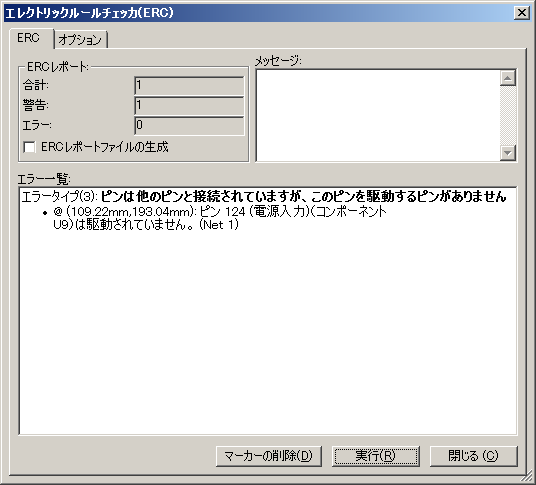 エレクトリックルールチェッカ(ERC)
ERC
オプション
ERCレポート:
合計:
1
警告:
1
エラー:
0
ERCレポートファイルの生成
メッセージ:
エラー一覧:
エラータイプ(3): ピンは他のピンと接続されていますが、このピンを駆動するピンがありません
• @ (109.22mm,193.04mm): ピン 124 (電源入力)(コンポーネント
U9)は駆動されていません。 (Net 1)
マーカーの削除(D)
実行(R)
閉じる (C)